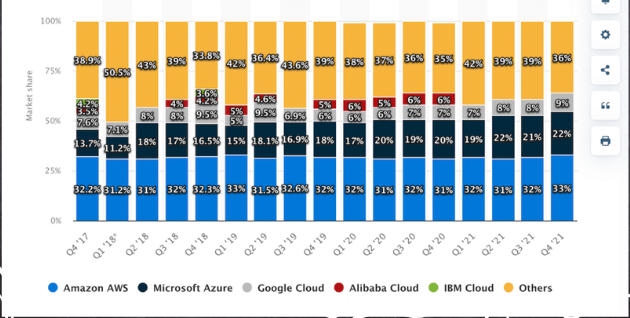 100%
75%
50%
25%
0%
Market share
38.9% 50.5% 43% 39% 33.8% 42% 36.4% 43.6% 39% 38% 37% 36% 35% 42% 39% 39% 36%
4.2% 3.6%
3.5% 4% 4.2% 5% 4.6% 5% 6% 5% 6% 6%
7.6% 7.1% 8% 8% 9.5% 5% 9.5% 6.9% 6% 6% 6% 7% 7% 7% 8% 8% 9%
13.7% 11.2% 18% 17% 16.5% 15% 18.1% 16.9% 18% 17% 20% 19% 20% 19% 22% 21% 22%
32.2% 31.2% 31% 32% 32.3% 33% 31.5% 32.6% 32% 32% 31% 32% 31% 32% 31% 32% 33%
Q4 '17 Q1 '18* Q2 '18 Q3 '18 Q4 '18 Q1 '19 Q2 '19 Q3 '19 Q4 '19 Q1 '20 Q2 '20 Q3 '20 Q4 '20 Q1 '21 Q2 '21 Q3 '21 Q4 '21
Amazon AWS Microsoft Azure Google Cloud Alibaba Cloud IBM Cloud Others